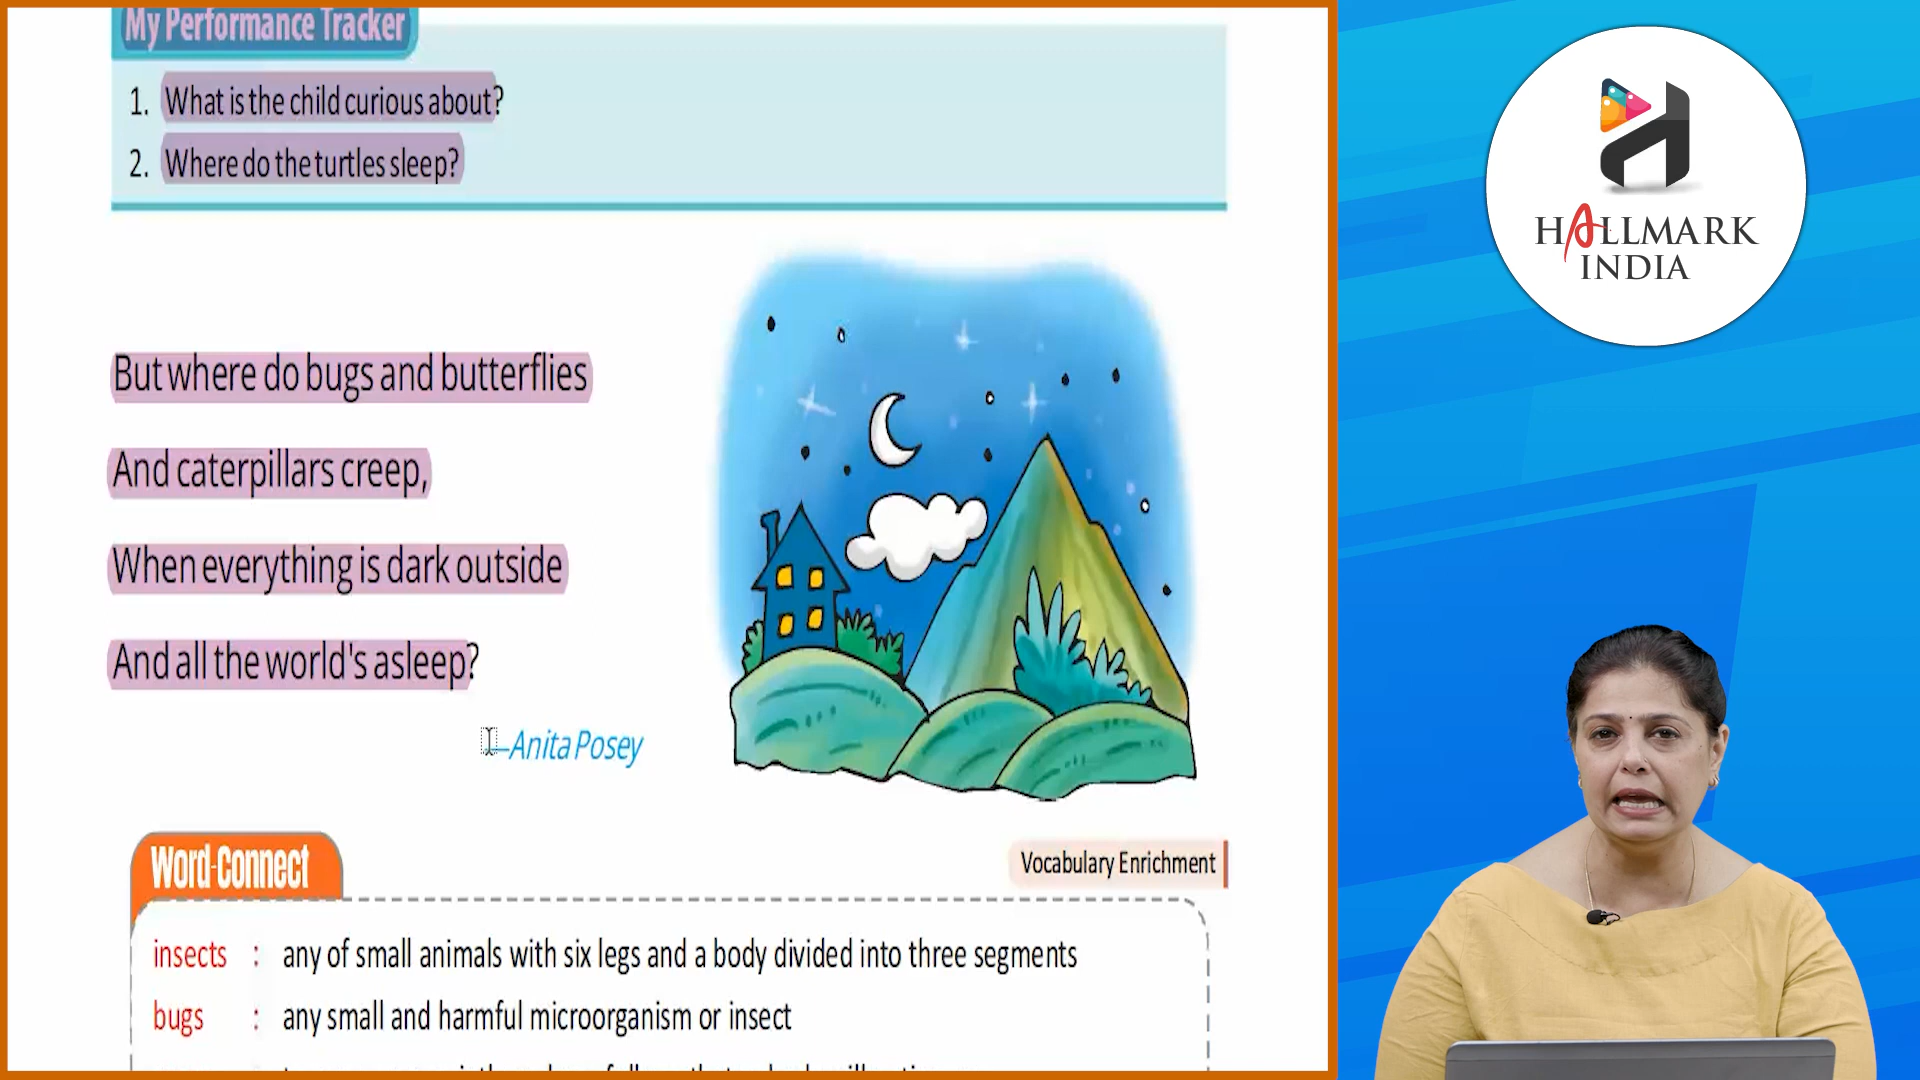 My Performance Tracker
1. What is the child curious about?
2. Where do the turtles sleep?
But where do bugs and butterflies
And caterpillars creep,
When everything is dark outside
And all the world's asleep?
—Anita Posey
Word-Connect
Vocabulary Enrichment
insects : any of small animals with six legs and a body divided into three segments
bugs : any small and harmful microorganism or insect
HALLMARK
INDIA